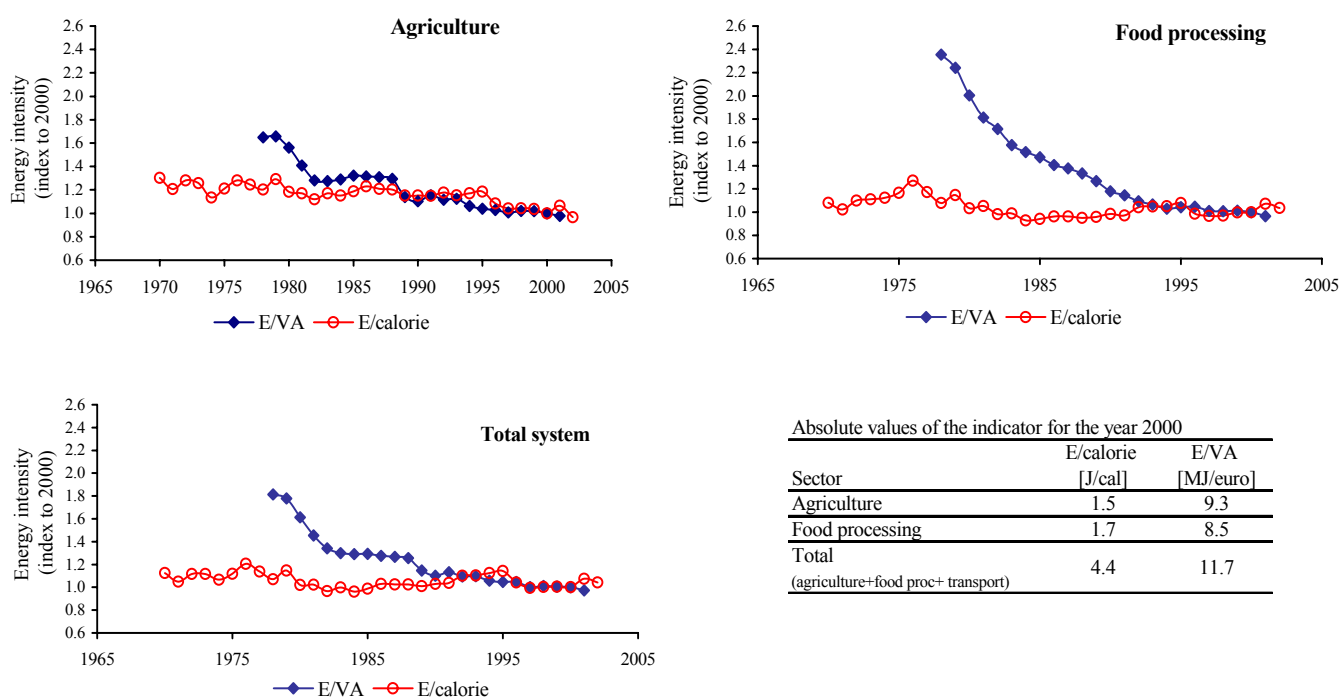 Agriculture
Energy intensity
(index to 2000)
2.6
2.4
2.2
2.0
1.8
1.6
1.4
1.2
1.0
0.8
0.6
1965 1970 1975 1980 1985 1990 1995 2000 2005
E/VA E/calorie
Food processing
Energy intensity
(index to 2000)
2.6
2.4
2.2
2.0
1.8
1.6
1.4
1.2
1.0
0.8
0.6
1965 1975 1985 1995 2005
E/VA E/calorie
Total system
Energy intensity
(index to 2000)
2.6
2.4
2.2
2.0
1.8
1.6
1.4
1.2
1.0
0.8
0.6
1965 1975 1985 1995 2005
E/VA E/calorie
Absolute values of the indicator for the year 2000
E/calorie E/VA
Sector [J/cal] [MJ/euro]
Agriculture 1.5 9.3
Food processing 1.7 8.5
Total 4.4 11.7
(agriculture+food proc+ transport)